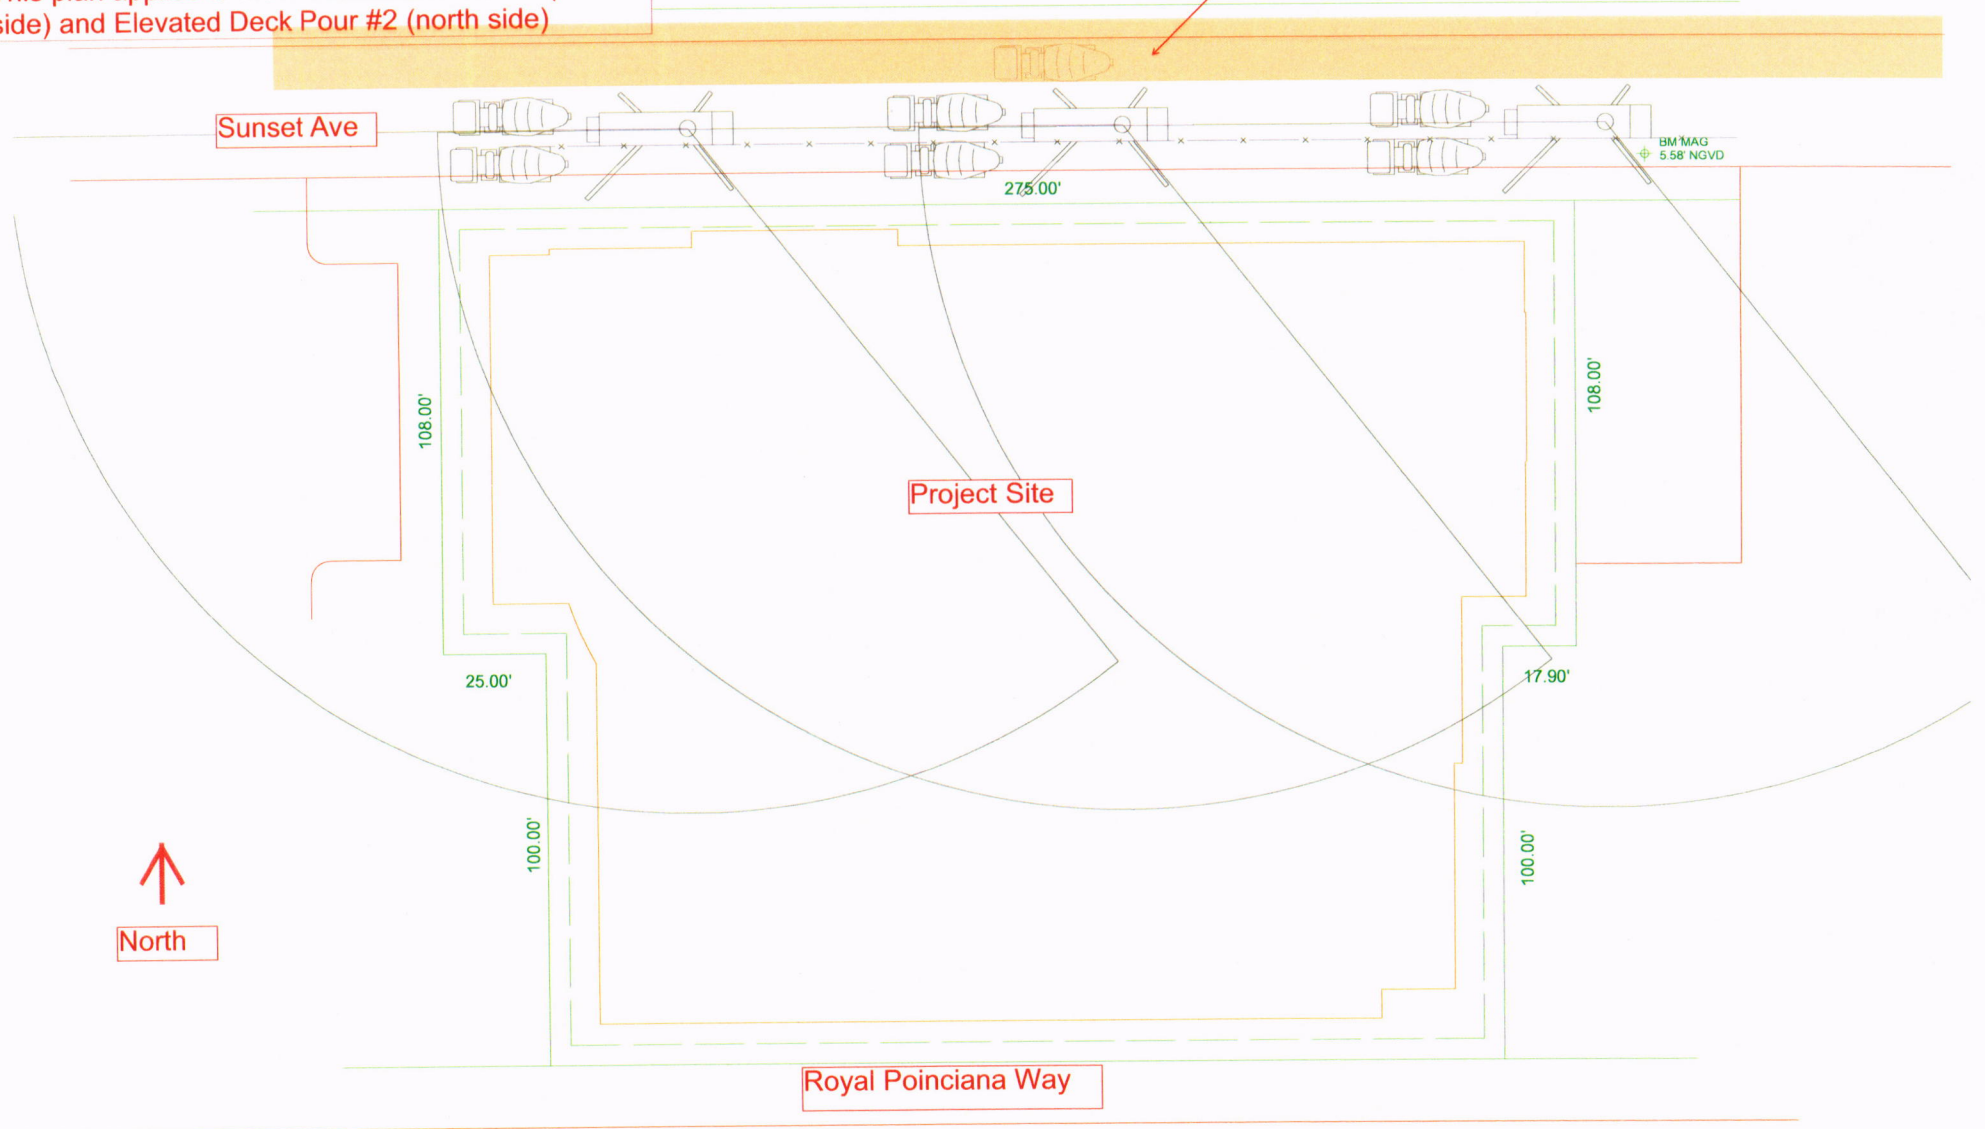 side) and Elevated Deck Pour #2 (north side)
Sunset Ave
BM MAG
5.58' NGVD
275.00'
108.00'
108.00'
Project Site
25.00'
17.90'
100.00'
100.00'
North
Royal Poinciana Way